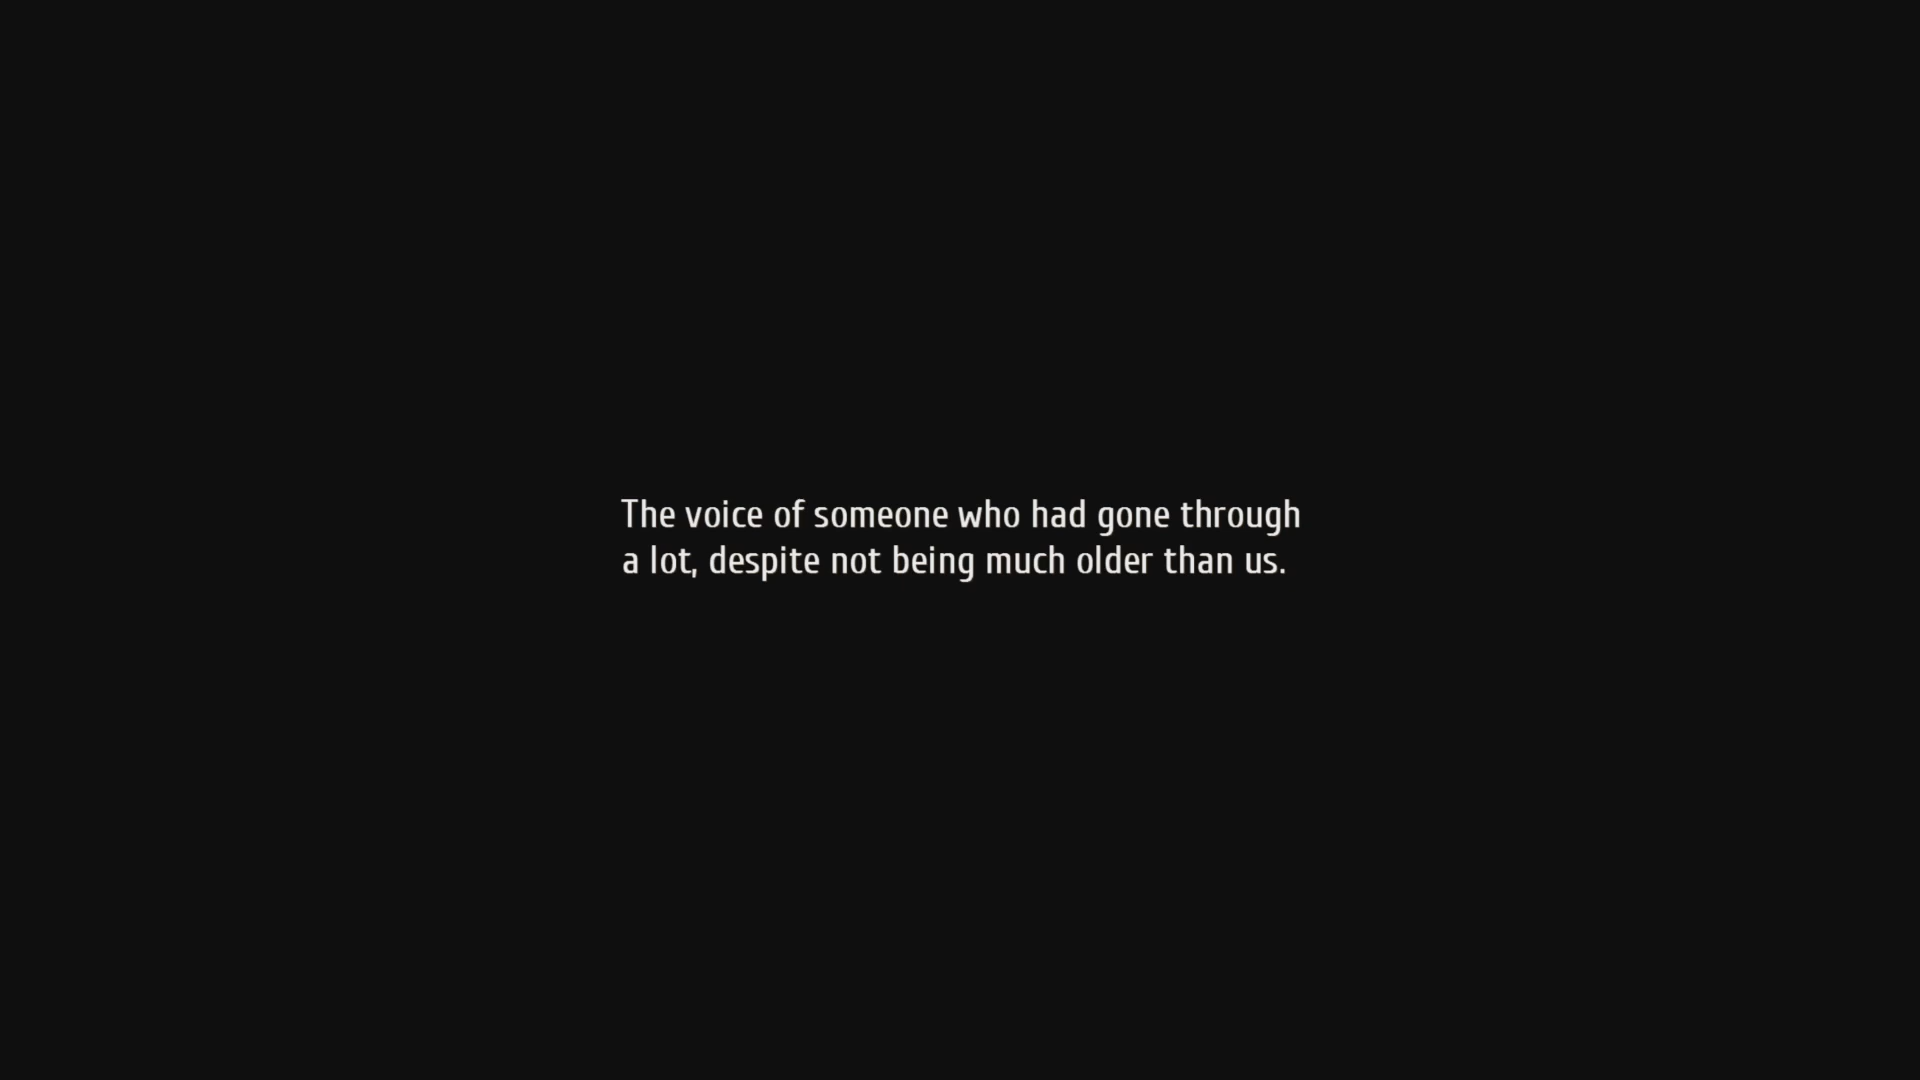 The voice of someone who had gone through
a lot, despite not being much older than us.